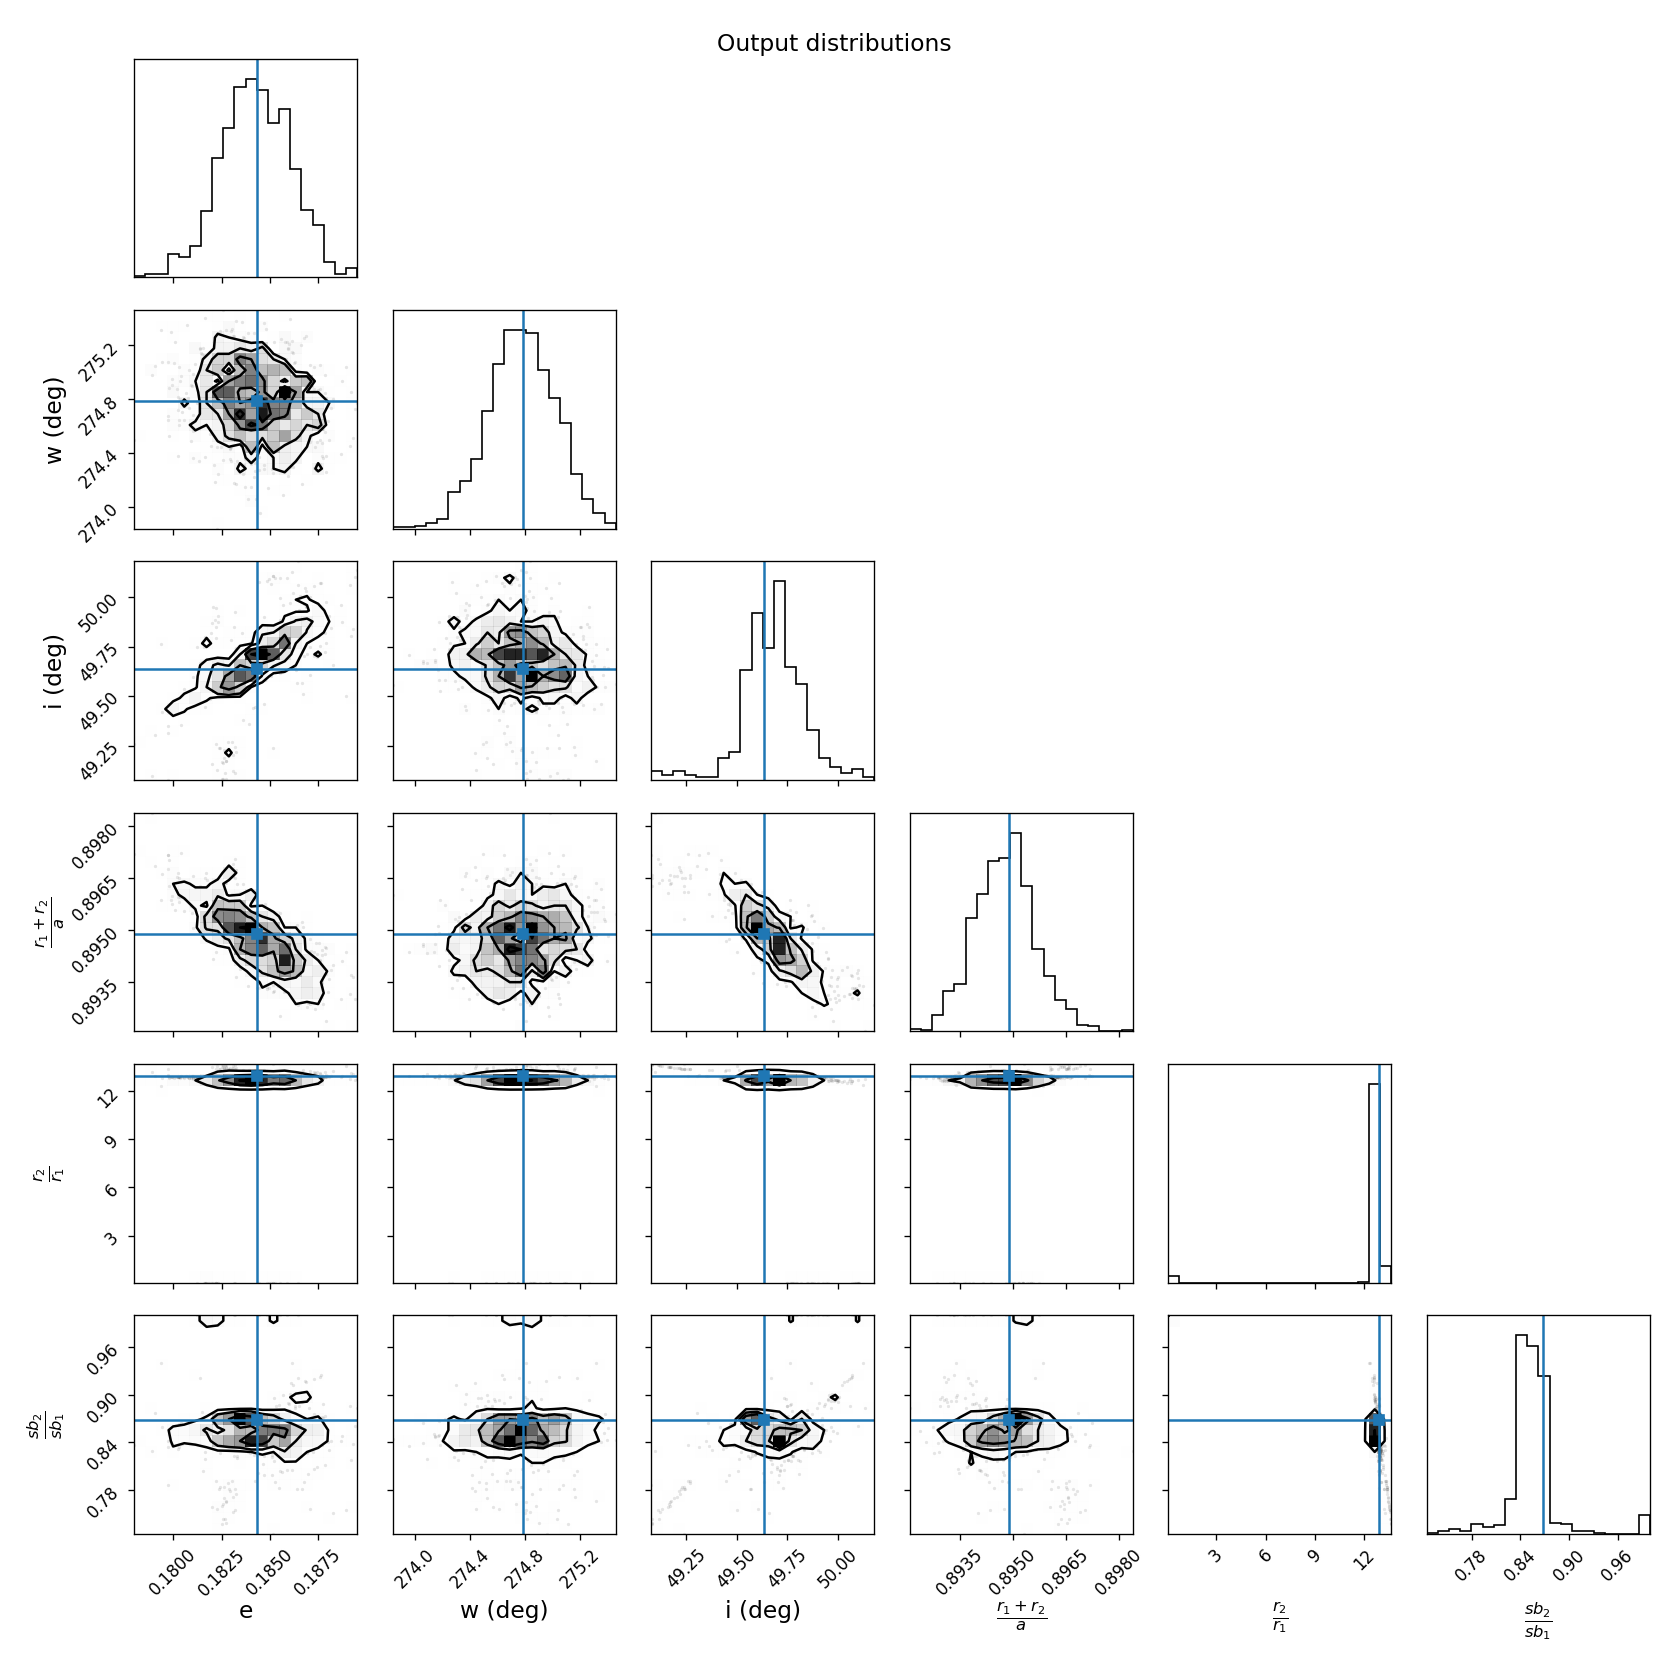 Output distributions
w (deg)
275.2
274.8
274.4
274.0
i (deg)
50.00
49.75
49.50
49.25
r₁ + r₂
a
0.8980
0.8965
0.8950
0.8935
r₂
r₁
12
9
6
3
sb₂
sb₁
0.96
0.90
0.84
0.78
0.1800 0.1825 0.1850 0.1875 274.0 274.4 274.8 275.2 49.25 49.50 49.75 50.00 0.8935 0.8950 0.8965 0.8980 3 6 9 12 0.78 0.84 0.90 0.96
e w (deg) i (deg) r₁ + r₂ / a r₂ / r₁ sb₂ / sb₁